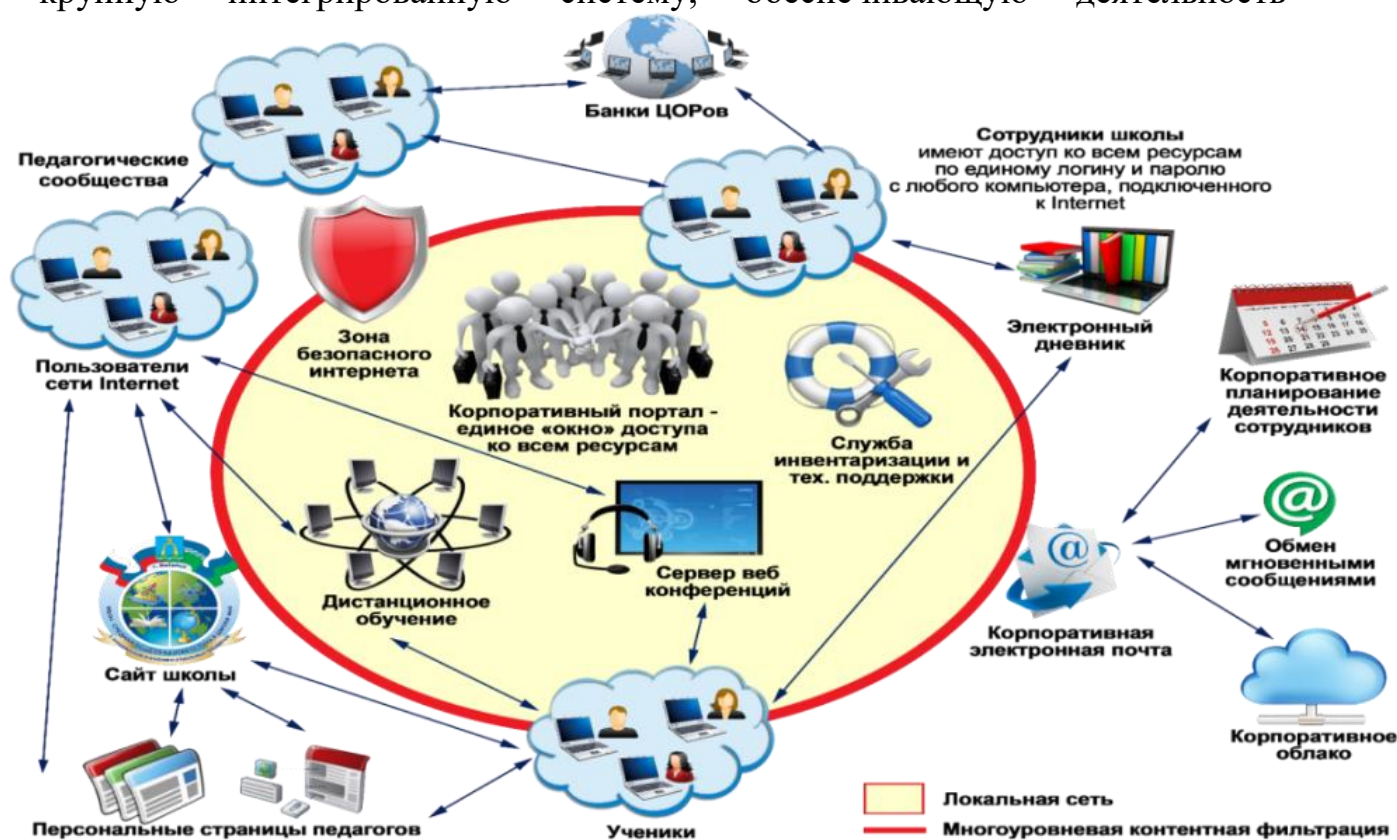 крупную интегрированную систему, обеспечивающую деятельность
Банки ЦОРов
Сотрудники школы
имеют доступ ко всем ресурсам
по единому логину и паролю
с любого компьютера, подключенного
к Internet
Педагогические
сообщества
Зона
безопасного
интернета
Электронный
дневник
Пользователи
сети Internet
Корпоративное
планирование
деятельности
сотрудников
Корпоративный портал -
единое «окно» доступа
ко всем ресурсам
Служба
инвентаризации и
тех. поддержки
Обмен
мгновенными
сообщениями
Сервер веб
конференций
Дистанционное
обучение
Корпоративная
электронная почта
Сайт школы
Корпоративное
облако
Локальная сеть
Персональные страницы педагогов
Ученики
Многоуровневая контентная фильтрация